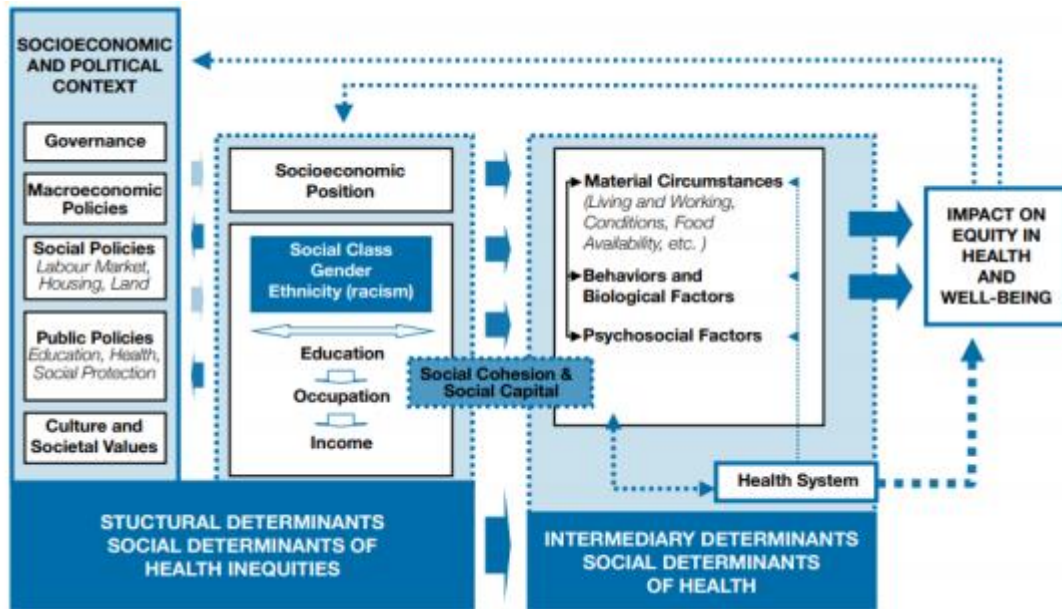 SOCIOECONOMIC
AND POLITICAL
CONTEXT
Governance
Macroeconomic
Policies
Social Policies
Labour Market,
Housing, Land
Public Policies
Education, Health,
Social Protection
Culture and
Societal Values
Socioeconomic
Position
Social Class
Gender
Ethnicity (racism)
Education
Occupation
Income
Social Cohesion &
Social Capital
Material Circumstances
(Living and Working,
Conditions, Food
Availability, etc. )
Behaviors and
Biological Factors
Psychosocial Factors
Health System
IMPACT ON
EQUITY IN
HEALTH
AND
WELL-BEING
STUCTURAL DETERMINANTS
SOCIAL DETERMINANTS OF
HEALTH INEQUITIES
INTERMEDIARY DETERMINANTS
SOCIAL DETERMINANTS
OF HEALTH